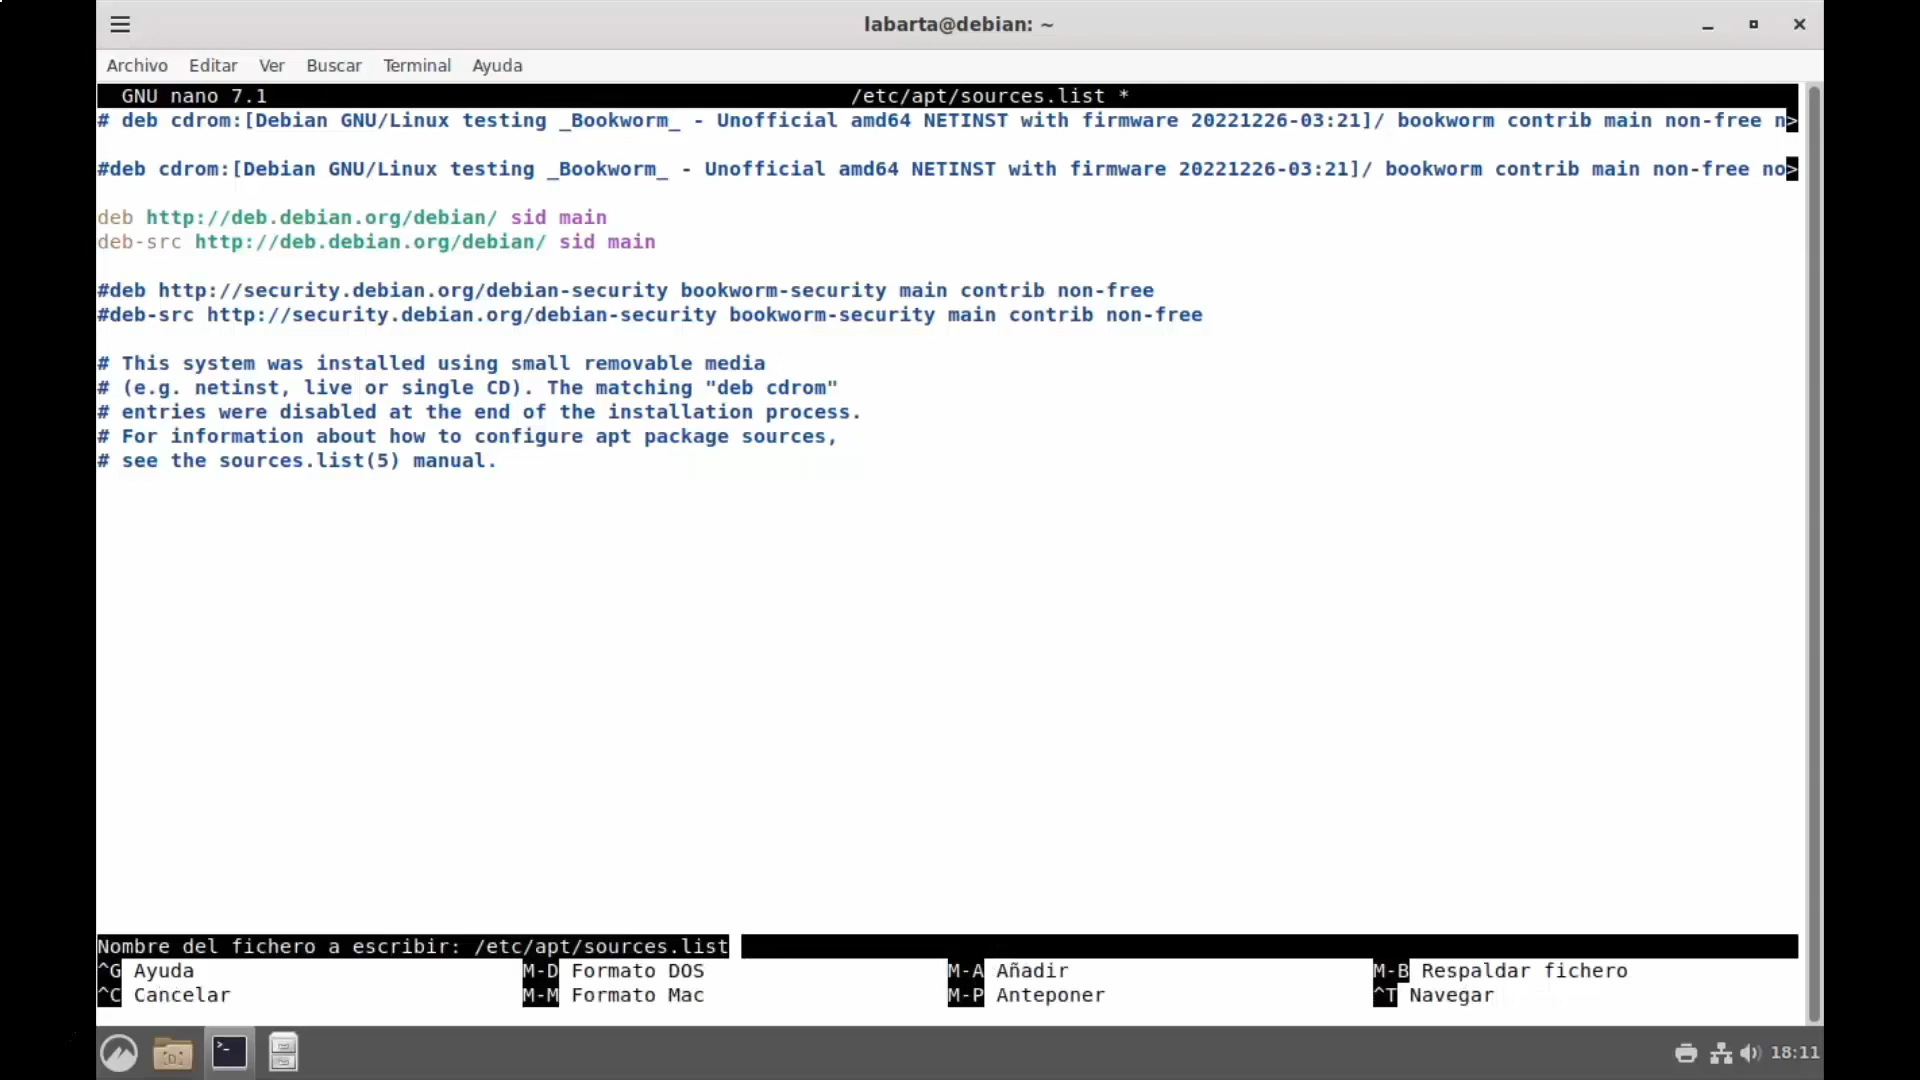 labarta@debian: ~
Archivo Editar Ver Buscar Terminal Ayuda
GNU nano 7.1 /etc/apt/sources.list *
# deb cdrom:[Debian GNU/Linux testing _Bookworm_ - Unofficial amd64 NETINST with firmware 20221226-03:21]/ bookworm contrib main non-free n>
#deb cdrom:[Debian GNU/Linux testing _Bookworm_ - Unofficial amd64 NETINST with firmware 20221226-03:21]/ bookworm contrib main non-free no>
deb http://deb.debian.org/debian/ sid main
deb-src http://deb.debian.org/debian/ sid main
#deb http://security.debian.org/debian-security bookworm-security main contrib non-free
#deb-src http://security.debian.org/debian-security bookworm-security main contrib non-free
# This system was installed using small removable media
# (e.g. netinst, live or single CD). The matching "deb cdrom"
# entries were disabled at the end of the installation process.
# For information about how to configure apt package sources,
# see the sources.list(5) manual.
Nombre del fichero a escribir: /etc/apt/sources.list
^G Ayuda M-D Formato DOS M-A Añadir M-B Respaldar fichero
^C Cancelar M-M Formato Mac M-P Anteponer ^T Navegar
18:11